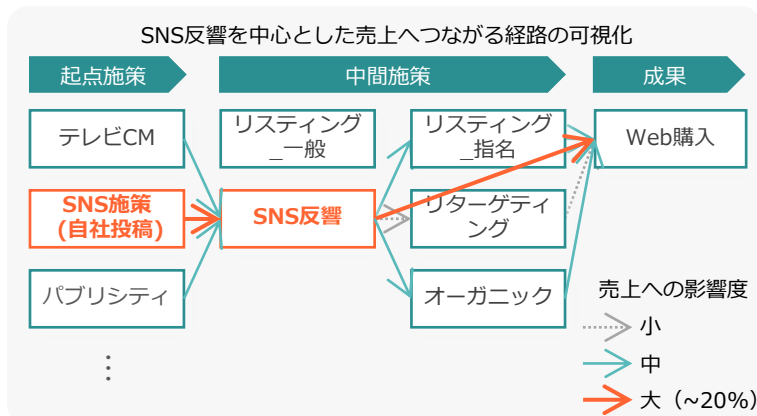 SNS反響を中心とした売上へつながる経路の可視化
起点施策
中間施策
成果
テレビCM
リスティング
_一般
リスティング
_指名
Web購入
SNS施策
(自社投稿)
SNS反響
リターゲティ
ング
パブリシティ
オーガニック
⋮
売上への影響度
小
中
大（~20%）